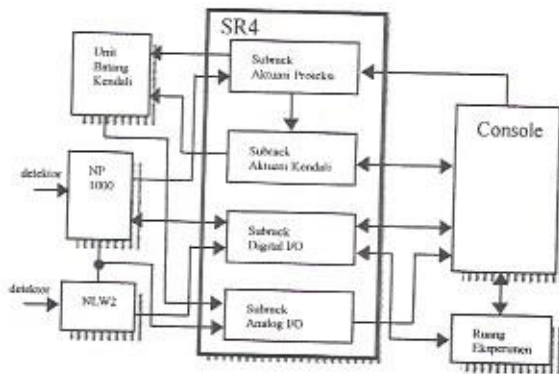 SR4
Unit
Batang
Kendali
Subrack
Aktuasi Proteksi
Console
Subrack
Aktuasi Kendali
detektor
NP
1000
Subrack
Digital I/O
detektor
NLW2
Subrack
Analog I/O
Ruang
Eksperimen